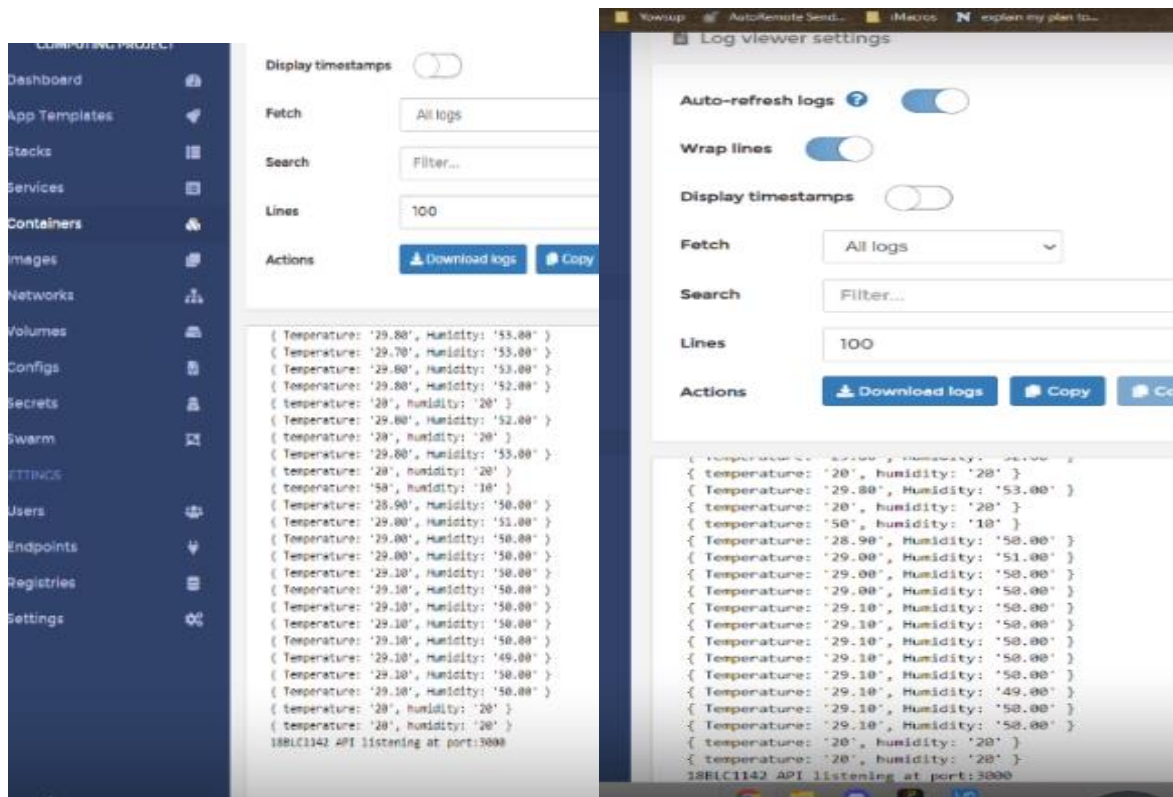 COMPUTING PROJECT
Dashboard
App Templates
Stacks
Services
Containers
Images
Networks
Volumes
Configs
Secrets
Swarm
SETTINGS
Users
Endpoints
Registries
Settings
Display timestamps
Fetch All logs
Search Filter...
Lines 100
Actions Download logs Copy
{ Temperature: '29.80', Humidity: '53.00' }
{ Temperature: '29.70', Humidity: '53.00' }
{ Temperature: '29.80', Humidity: '53.00' }
{ Temperature: '29.80', Humidity: '52.00' }
{ temperature: '20', humidity: '20' }
{ Temperature: '29.80', Humidity: '52.00' }
{ temperature: '20', humidity: '20' }
{ Temperature: '29.80', Humidity: '53.00' }
{ temperature: '20', humidity: '20' }
{ temperature: '50', humidity: '10' }
{ Temperature: '28.90', Humidity: '50.00' }
{ Temperature: '29.00', Humidity: '51.00' }
{ Temperature: '29.00', Humidity: '50.00' }
{ Temperature: '29.00', Humidity: '50.00' }
{ Temperature: '29.10', Humidity: '50.00' }
{ Temperature: '29.10', Humidity: '50.00' }
{ Temperature: '29.10', Humidity: '50.00' }
{ Temperature: '29.10', Humidity: '50.00' }
{ Temperature: '29.10', Humidity: '50.00' }
{ Temperature: '29.10', Humidity: '49.00' }
{ Temperature: '29.10', Humidity: '50.00' }
{ Temperature: '29.10', Humidity: '50.00' }
{ temperature: '20', humidity: '20' }
{ temperature: '20', humidity: '20' }
18BLC1142 API listening at port:3000
Yowsup AutoRemote Send... iMacros explain my plan to...
Log viewer settings
Auto-refresh logs
Wrap lines
Display timestamps
Fetch All logs
Search Filter...
Lines 100
Actions Download logs Copy Co
{ temperature: '20', humidity: '20' }
{ Temperature: '29.80', Humidity: '53.00' }
{ temperature: '20', humidity: '20' }
{ temperature: '50', humidity: '10' }
{ Temperature: '28.90', Humidity: '50.00' }
{ Temperature: '29.00', Humidity: '51.00' }
{ Temperature: '29.00', Humidity: '50.00' }
{ Temperature: '29.00', Humidity: '50.00' }
{ Temperature: '29.10', Humidity: '50.00' }
{ Temperature: '29.10', Humidity: '50.00' }
{ Temperature: '29.10', Humidity: '50.00' }
{ Temperature: '29.10', Humidity: '50.00' }
{ Temperature: '29.10', Humidity: '50.00' }
{ Temperature: '29.10', Humidity: '49.00' }
{ Temperature: '29.10', Humidity: '50.00' }
{ Temperature: '29.10', Humidity: '50.00' }
{ temperature: '20', humidity: '20' }
{ temperature: '20', humidity: '20' }
18BLC1142 API listening at port:3000